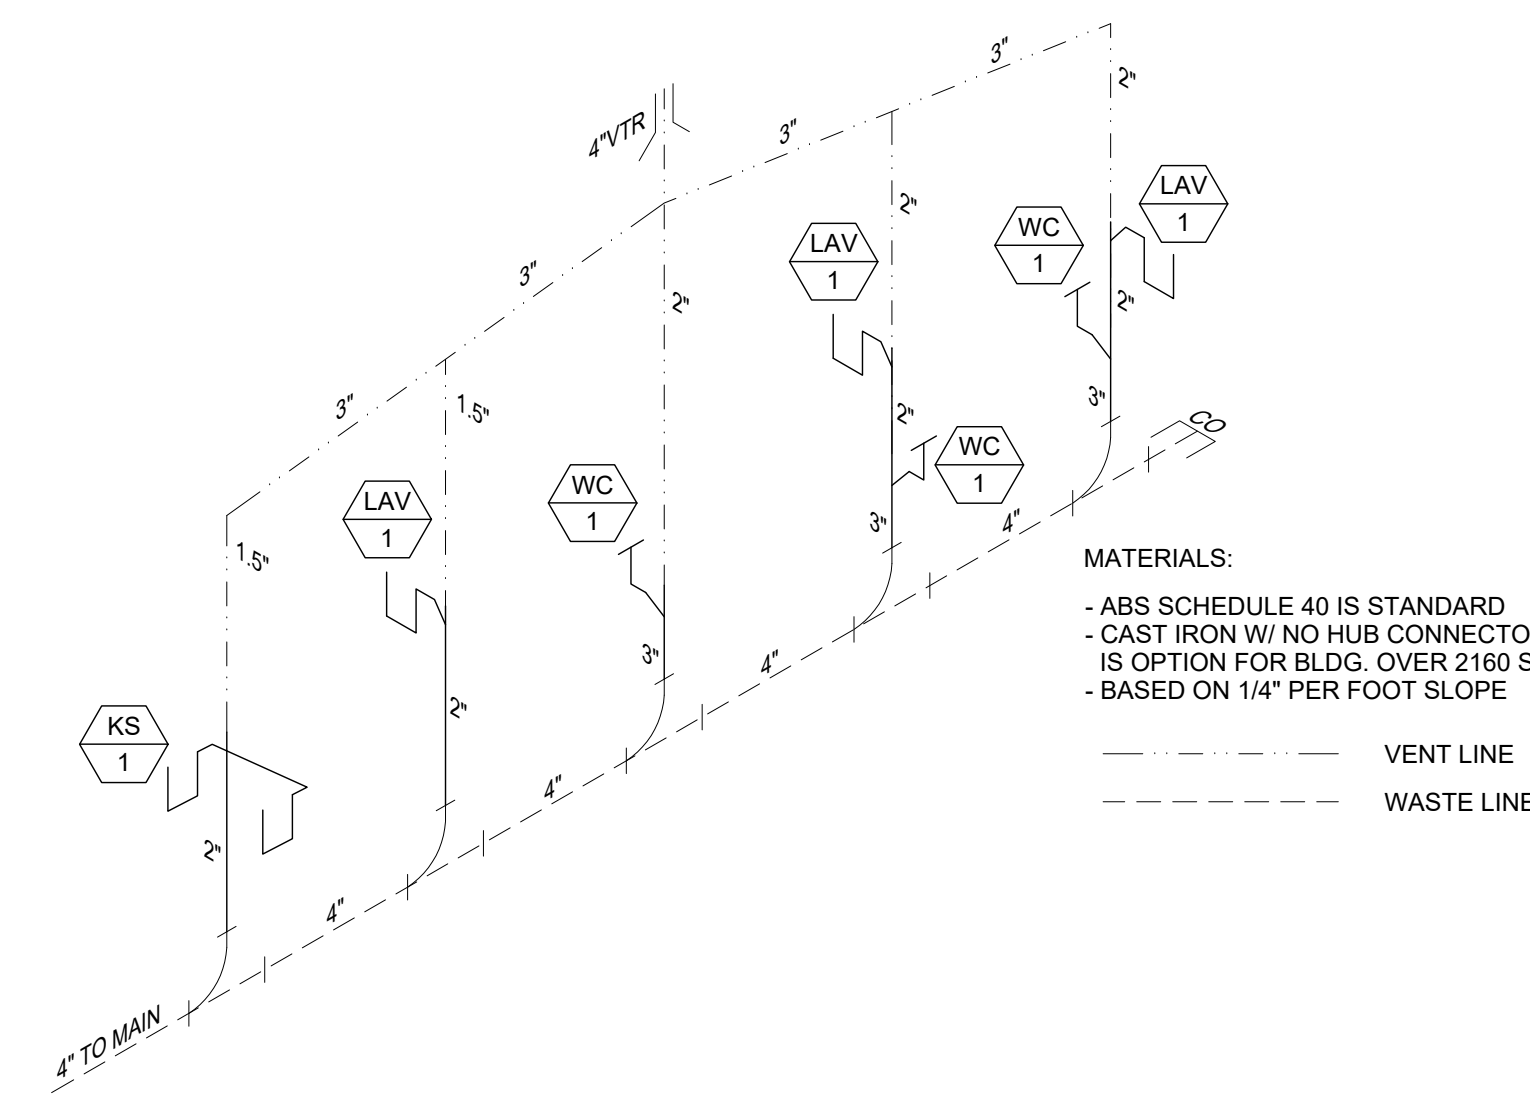 3"
2"
4"VTR
3"
LAV
1
2"
WC
1
LAV
1
3"
2"
2"
3"
1.5"
2"
3"
CO
WC
1
LAV
1
WC
1
3"
4"
1.5"
MATERIALS:
- ABS SCHEDULE 40 IS STANDARD
- CAST IRON W/ NO HUB CONNECTO
IS OPTION FOR BLDG. OVER 2160 S
- BASED ON 1/4" PER FOOT SLOPE
3"
4"
2"
KS
1
VENT LINE
4"
WASTE LINE
2"
4"
4" TO MAIN